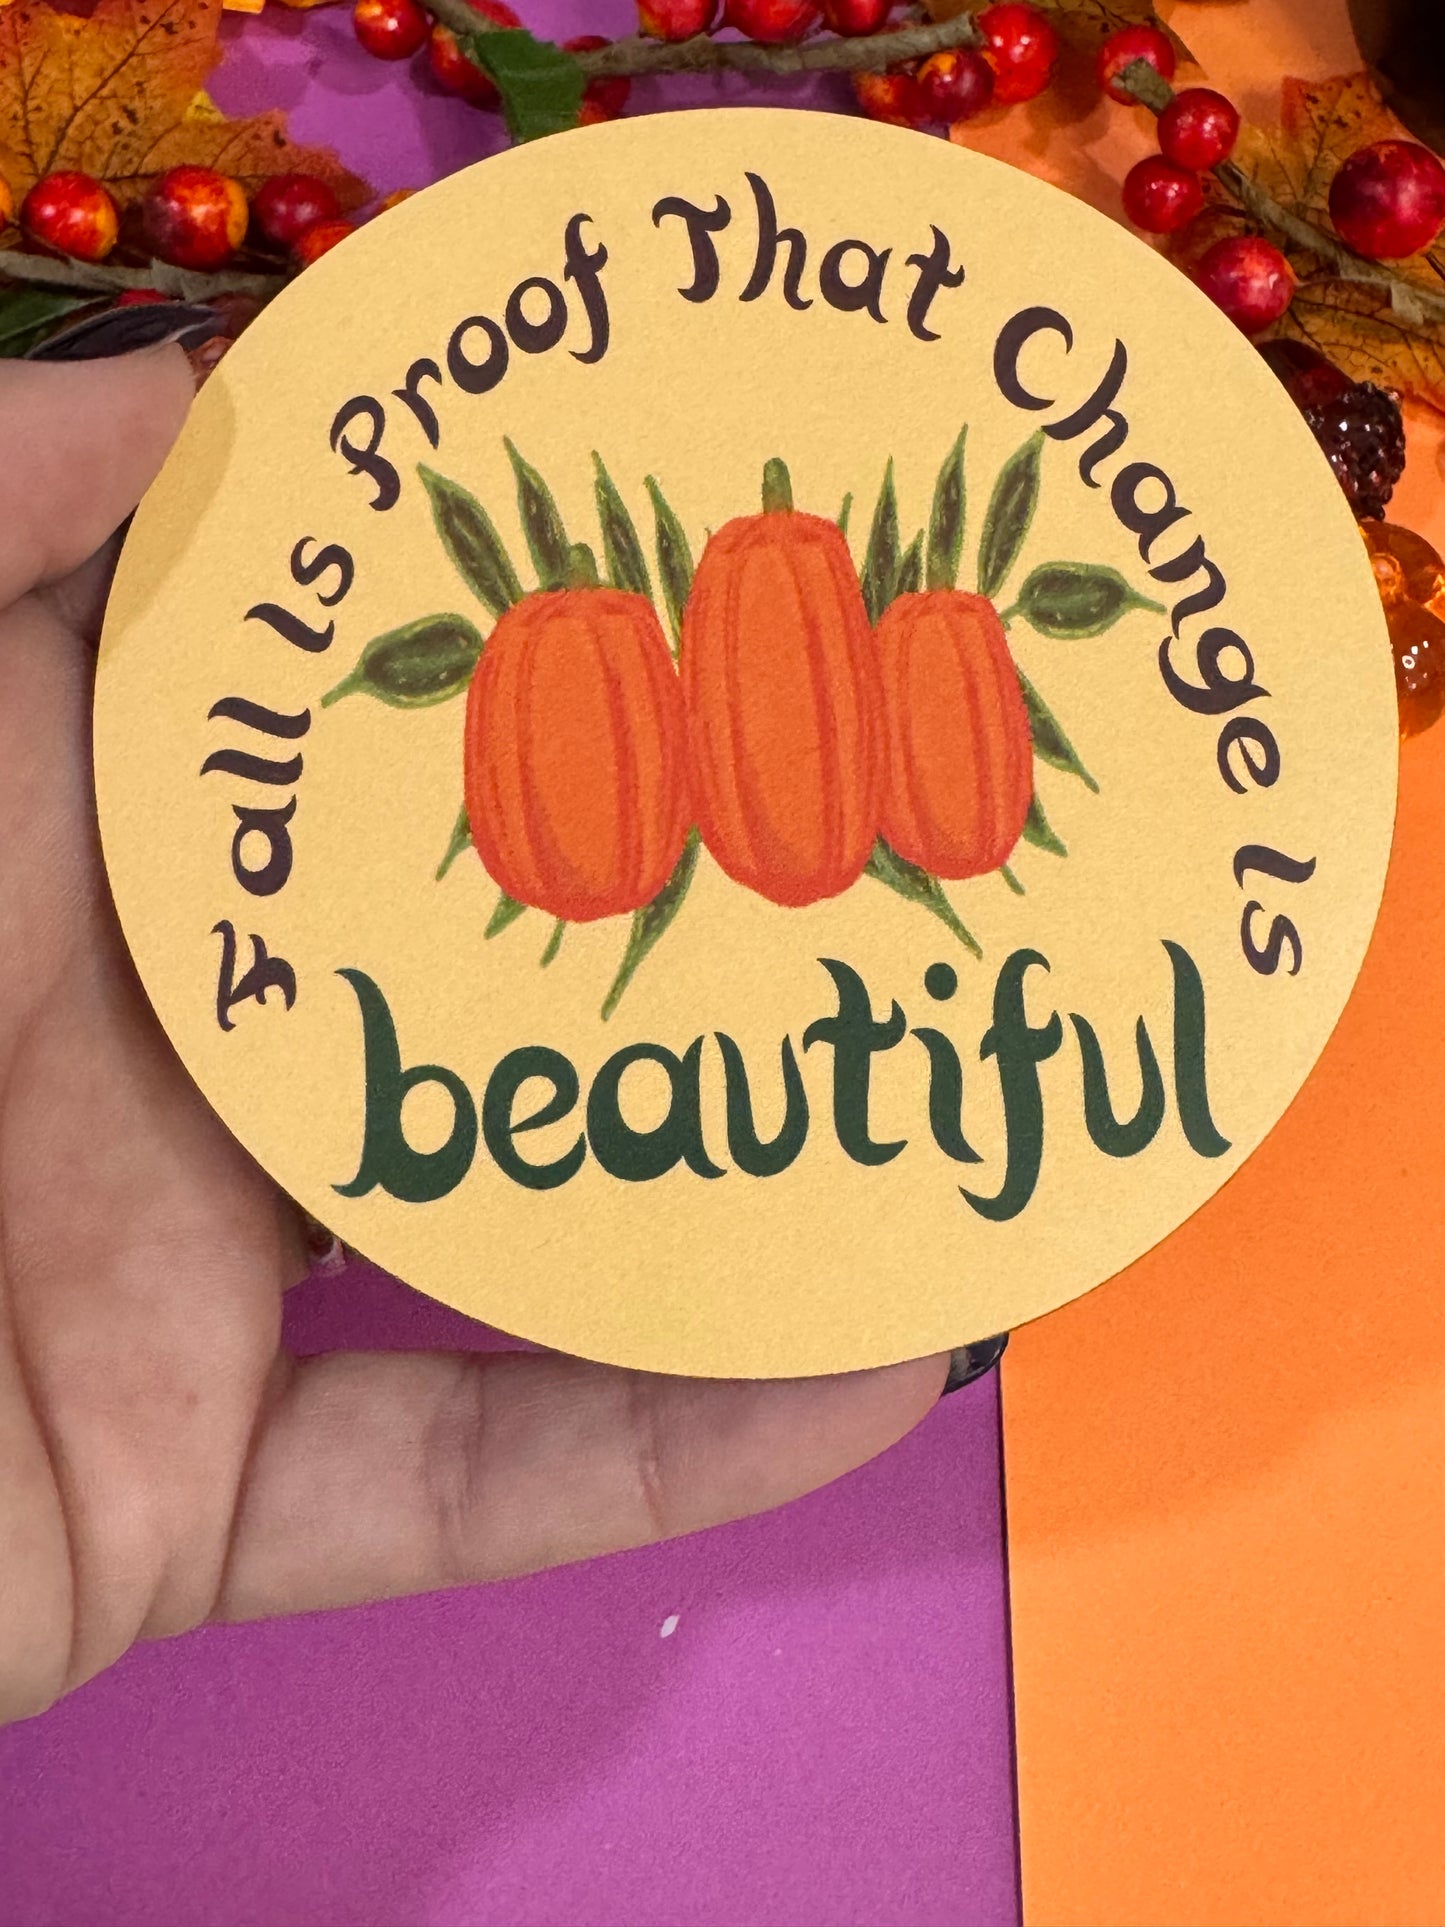 Fall Is Proof That Change Is
beautiful